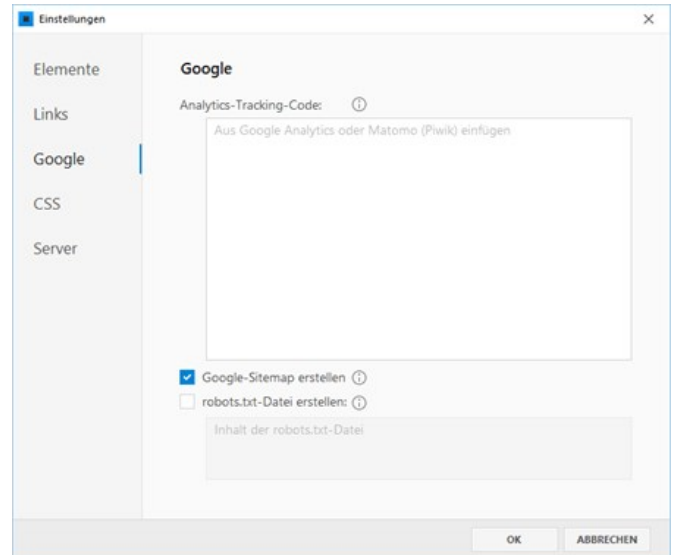 Einstellungen
Elemente
Links
Google
CSS
Server
Google
Analytics-Tracking-Code:
Aus Google Analytics oder Matomo (Piwik) einfügen
Google-Sitemap erstellen
robots.txt-Datei erstellen:
Inhalt der robots.txt-Datei
OK
ABBRECHEN